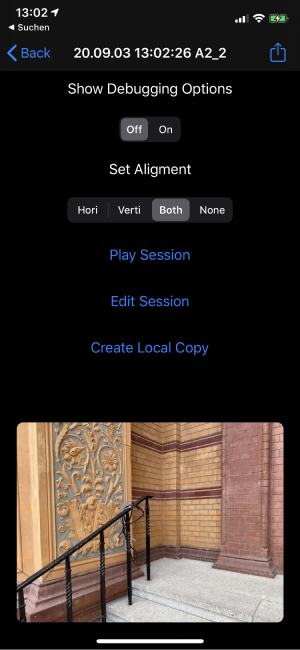 13:02
Suchen
Back
20.09.03 13:02:26 A2_2
Show Debugging Options
Off On
Set Aligment
Hori Verti Both None
Play Session
Edit Session
Create Local Copy